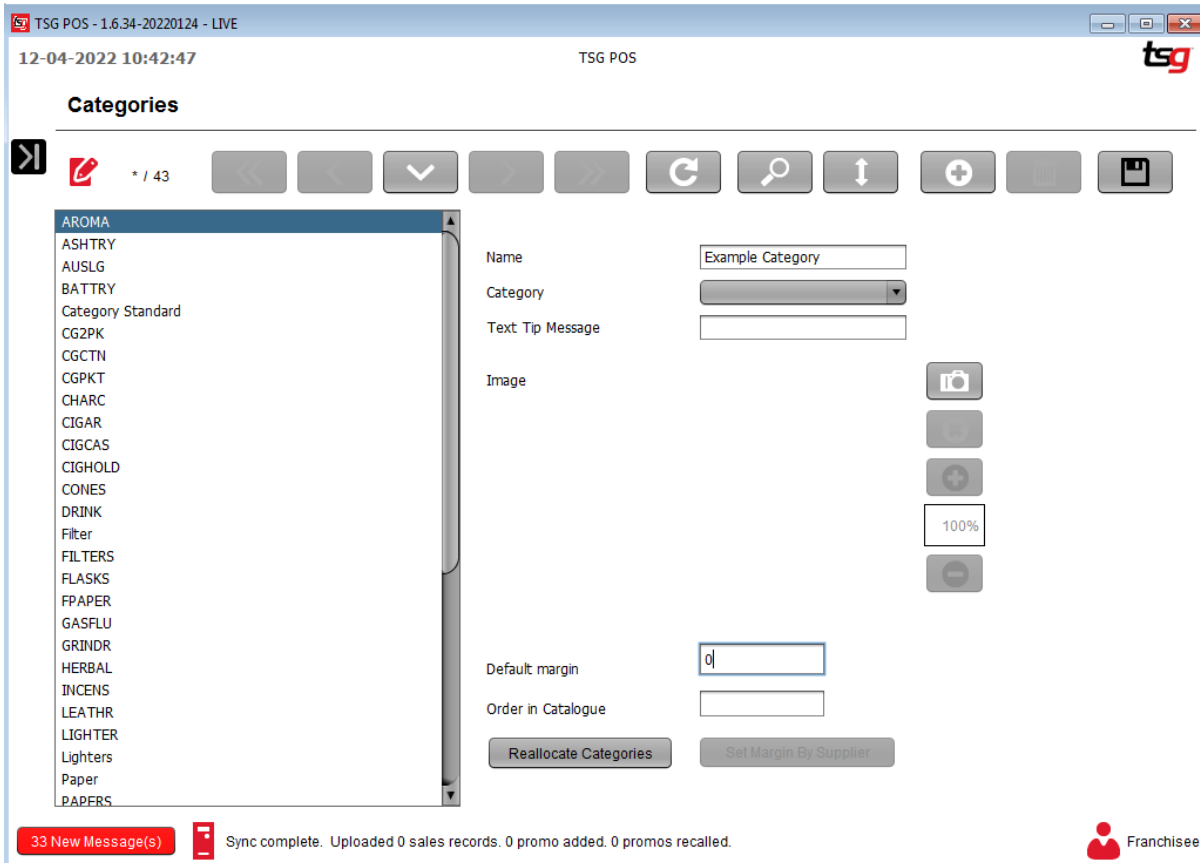 TSG POS - 1.6.34-20220124 - LIVE
12-04-2022 10:42:47
TSG POS
tsg
Categories
* / 43
AROMA
ASHTRY
AUSLG
BATTRY
Category Standard
CG2PK
CGCTN
CGPKT
CHARC
CIGAR
CIGCAS
CIGHOLD
CONES
DRINK
Filter
FILTERS
FLASKS
FPAPER
GASFLU
GRINDR
HERBAL
INCENS
LEATHR
LIGHTER
Lighters
Paper
PAPERS
Name
Example Category
Category
Text Tip Message
Image
100%
Default margin
0
Order in Catalogue
Reallocate Categories
Set Margin By Supplier
33 New Message(s)
Sync complete. Uploaded 0 sales records. 0 promo added. 0 promos recalled.
Franchisee